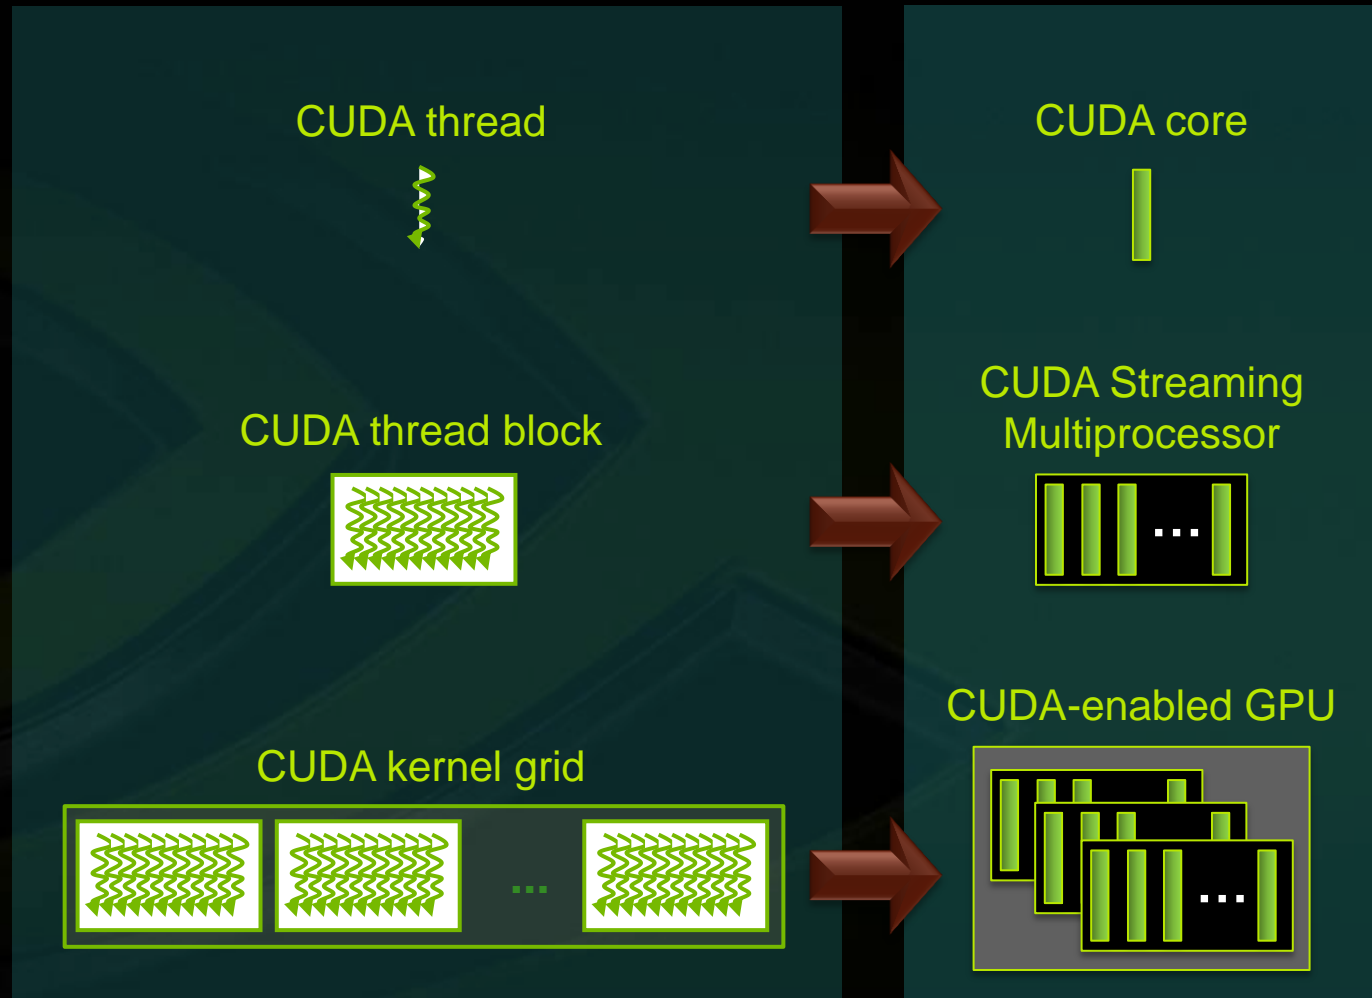 CUDA thread
CUDA core
CUDA thread block
CUDA Streaming
Multiprocessor
...
CUDA kernel grid
...
CUDA-enabled GPU
...